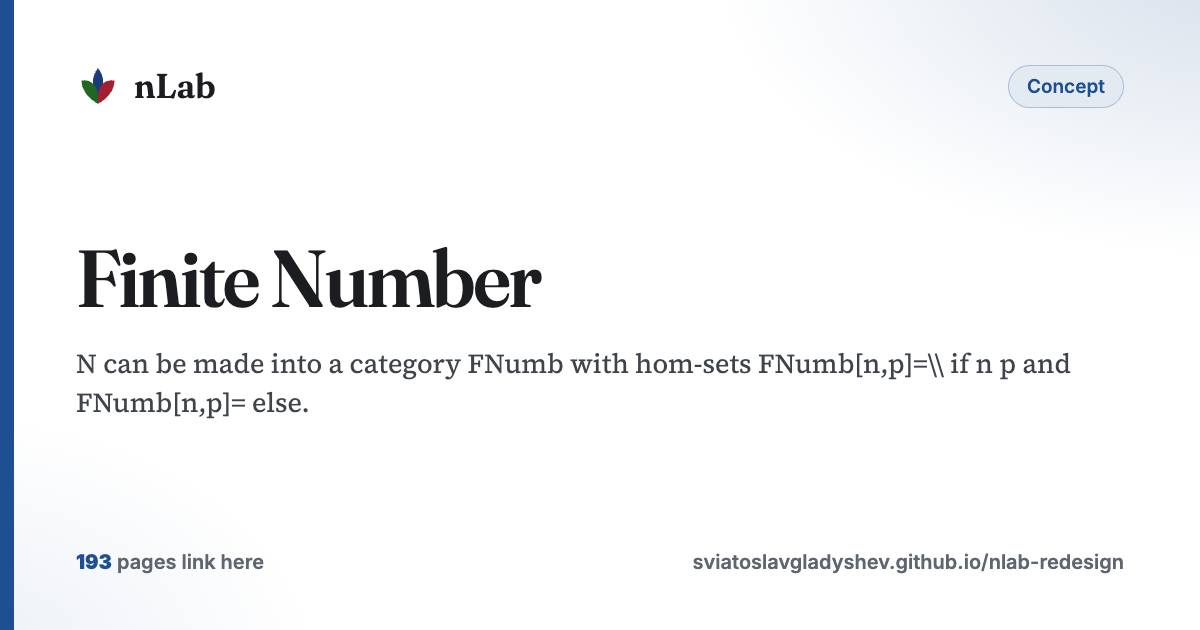 nLab
Concept
Finite Number
N can be made into a category FNumb with hom-sets FNumb[n,p]=\\ if n p and
FNumb[n,p]= else.
193 pages link here
sviatoslavgladyshev.github.io/nlab-redesign